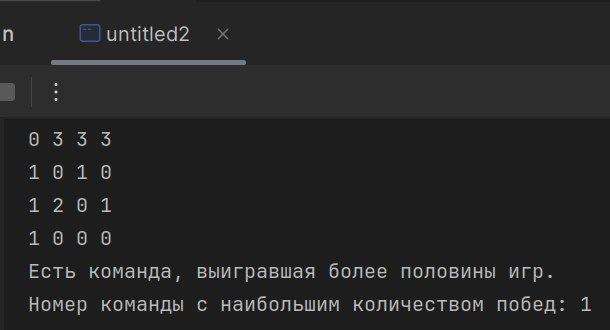 n
untitled2
0 3 3 3
1 0 1 0
1 2 0 1
1 0 0 0
Есть команда, выигравшая более половины игр.
Номер команды с наибольшим количеством побед: 1